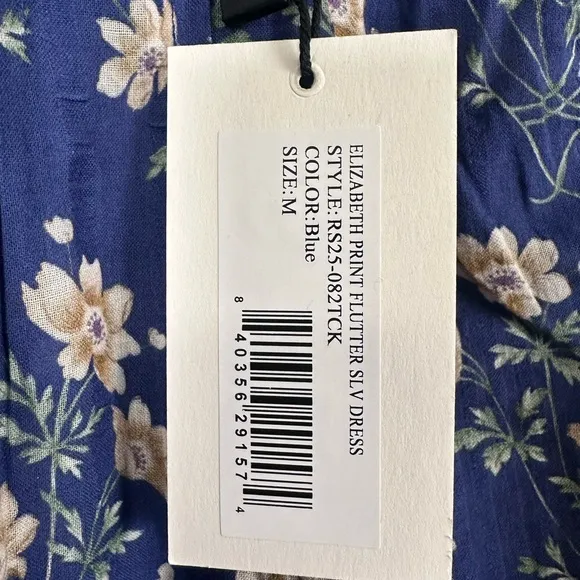 ELIZABETH PRINT FLUTTER SLV DRESS
STYLE: RS25-082TCK
COLOR: Blue
SIZE: M
8 40356 29157 4